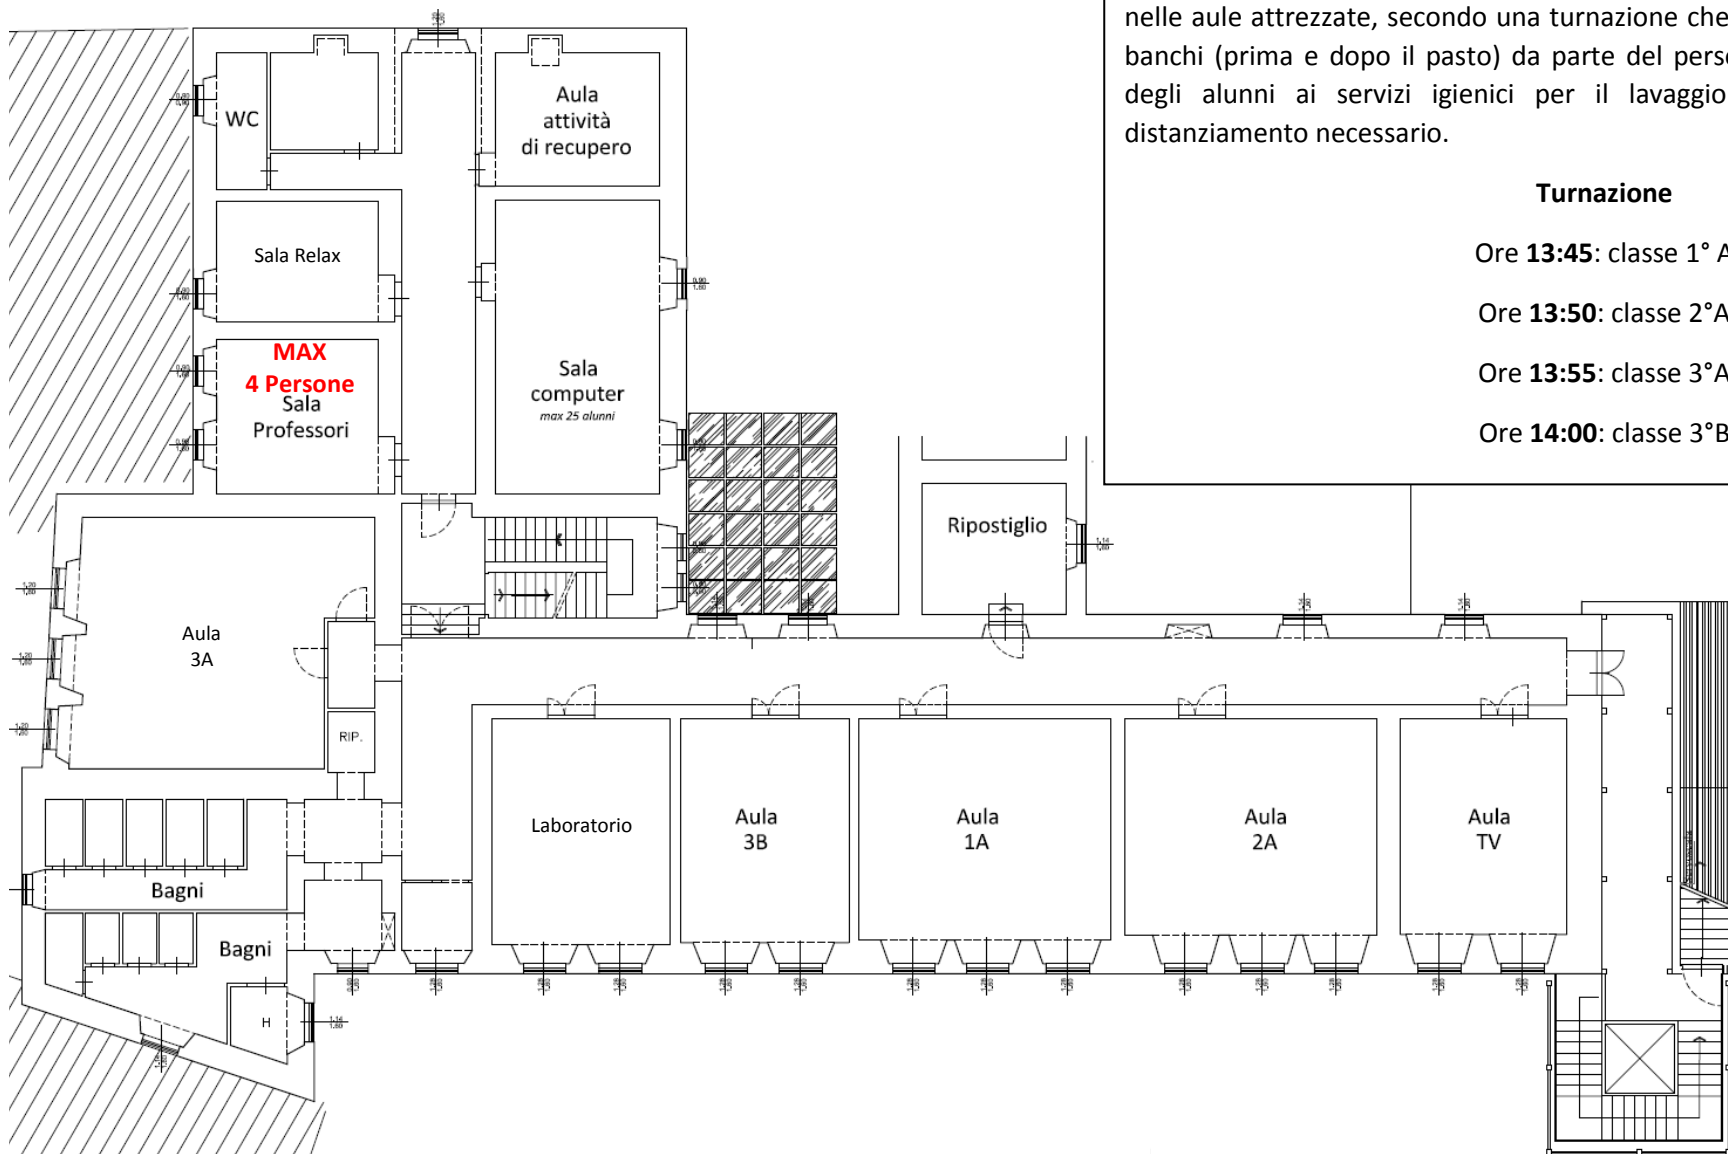 nelle aule attrezzate, secondo una turnazione che
banchi (prima e dopo il pasto) da parte del perso
degli alunni ai servizi igienici per il lavaggio
distanziamento necessario.
Turnazione
Ore 13:45: classe 1° A
Ore 13:50: classe 2°A
Ore 13:55: classe 3°A
Ore 14:00: classe 3°B
WC
Aula
attività
di recupero
Sala Relax
MAX
4 Persone
Sala
Professori
Sala
computer
max 25 alunni
Ripostiglio
Aula
3A
RIP.
Laboratorio
Aula
3B
Aula
1A
Aula
2A
Aula
TV
Bagni
Bagni
H